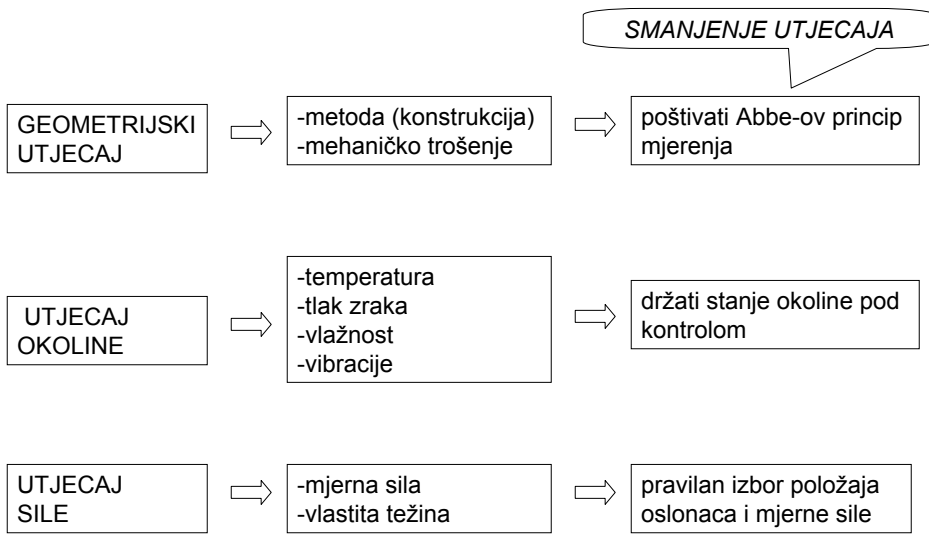 SMANJENJE UTJECAJA
GEOMETRIJSKI
UTJECAJ
-metoda (konstrukcija)
-mehaničko trošenje
poštivati Abbe-ov princip
mjerenja
UTJECAJ
OKOLINE
-temperatura
-tlak zraka
-vlažnost
-vibracije
držati stanje okoline pod
kontrolom
UTJECAJ
SILE
-mjerna sila
-vlastita težina
pravilan izbor položaja
oslonaca i mjerne sile